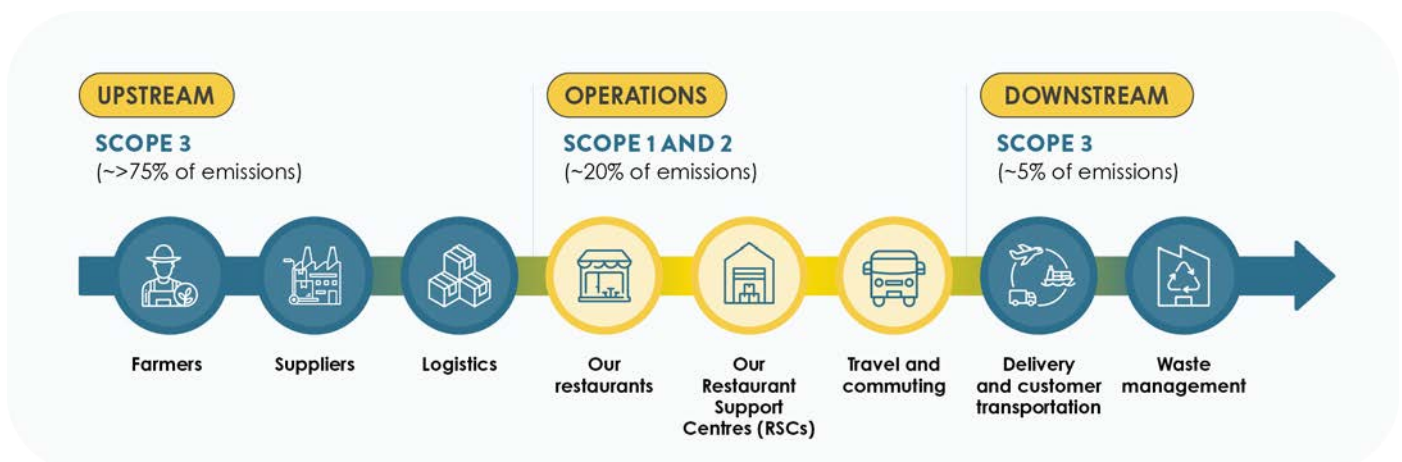 UPSTREAM
SCOPE 3
(~>75% of emissions)
OPERATIONS
SCOPE 1 AND 2
(~20% of emissions)
DOWNSTREAM
SCOPE 3
(~5% of emissions)
Farmers
Suppliers
Logistics
Our
restaurants
Our
Restaurant
Support
Centres (RSCs)
Travel and
commuting
Delivery
and customer
transportation
Waste
management